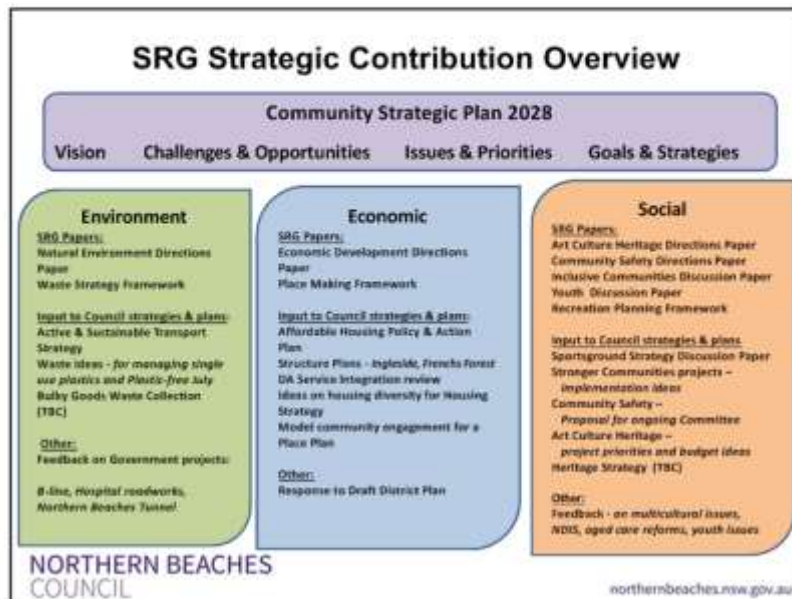 SRG Strategic Contribution Overview
Community Strategic Plan 2028
Vision Challenges & Opportunities Issues & Priorities Goals & Strategies
Environment
SRG Papers:
Natural Environment Directions
Paper
Waste Strategy Framework
Input to Council strategies & plans:
Active & Sustainable Transport
Strategy
Waste ideas - for managing single
use plastics and Plastic-free July
Bulky Goods Waste Collection
(TBC)
Other:
Feedback on Government projects:
B-line, Hospital roadworks,
Northern Beaches Tunnel
Economic
SRG Papers:
Economic Development Directions
Paper
Place Making Framework
Input to Council strategies & plans:
Affordable Housing Policy & Action
Plan
Structure Plans - Ingleside, Frenchs Forest
DA Service Integration review
Ideas on housing diversity for Housing
Strategy
Model community engagement for a
Place Plan
Other:
Response to Draft District Plan
Social
SRG Papers:
Art Culture Heritage Directions Paper
Community Safety Directions Paper
Inclusive Communities Discussion Paper
Youth Discussion Paper
Recreation Planning Framework
Input to Council strategies & plans
Sportsground Strategy Discussion Paper
Stronger Communities projects –
implementation ideas
Community Safety –
Proposal for ongoing Committee
Art Culture Heritage –
project priorities and budget ideas
Heritage Strategy (TBC)
Other:
Feedback - on multicultural issues,
NDIS, aged care reforms, youth issues
NORTHERN BEACHES
COUNCIL
northernbeaches.nsw.gov.au